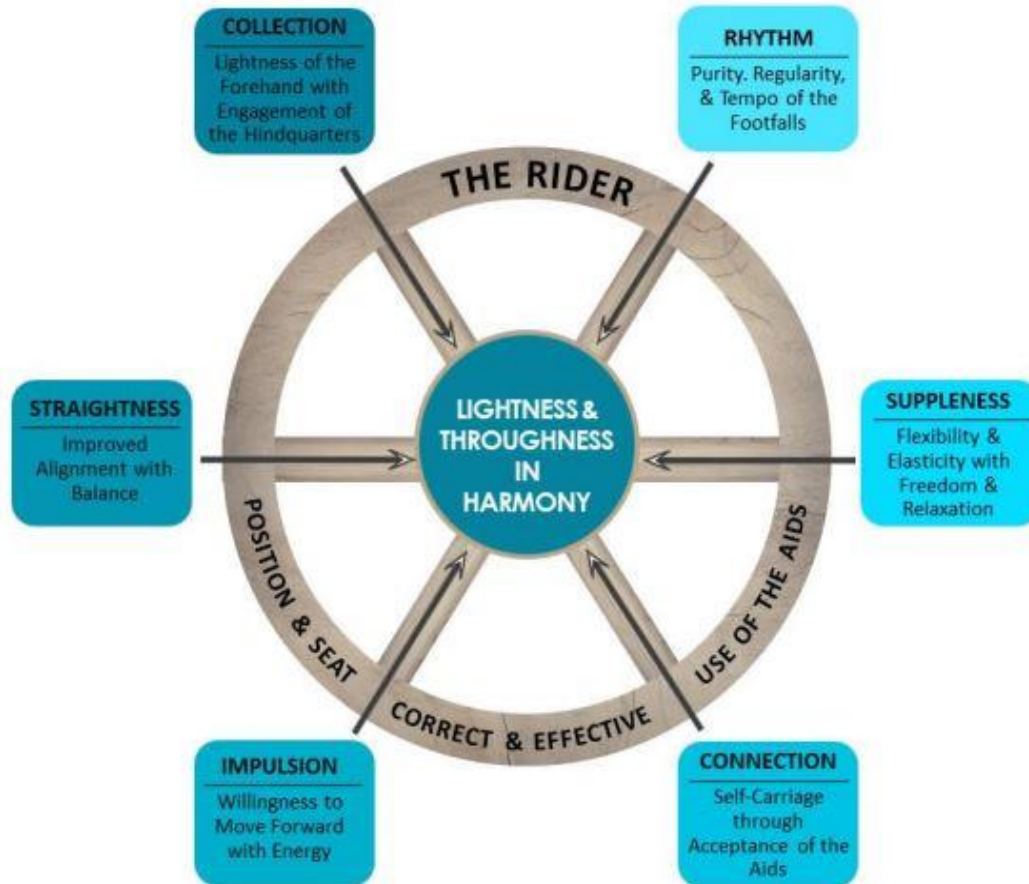 COLLECTION
Lightness of the
Forehand with
Engagement of
the Hindquarters
RHYTHM
Purity. Regularity,
& Tempo of the
Footfalls
THE RIDER
STRAIGHTNESS
Improved
Alignment with
Balance
LIGHTNESS &
THROUGHNESS
IN
HARMONY
SUPPLENESS
Flexibility &
Elasticity with
Freedom &
Relaxation
POSITION & SEAT
CORRECT & EFFECTIVE
USE OF THE AIDS
IMPULSION
Willingness to
Move Forward
with Energy
CONNECTION
Self-Carriage
through
Acceptance of the
Aids